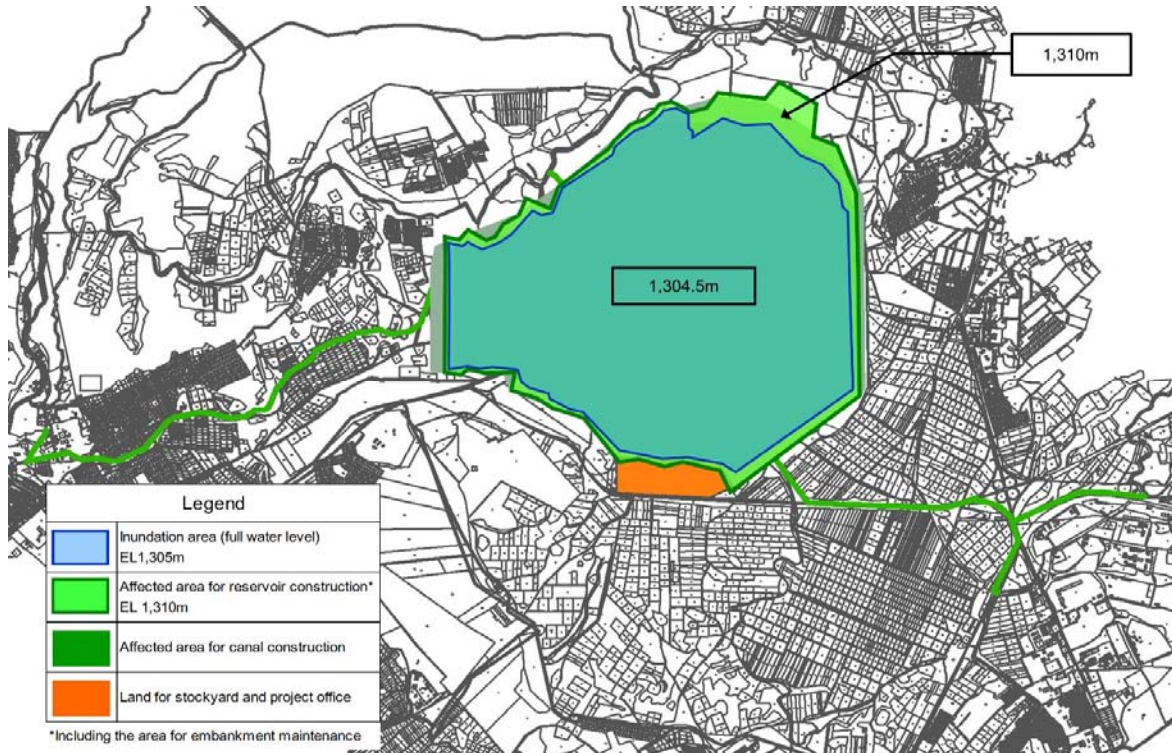 1,310m
1,304.5m
Legend
Inundation area (full water level)
EL1,305m
Affected area for reservoir construction*
EL 1,310m
Affected area for canal construction
Land for stockyard and project office
*Including the area for embankment maintenance